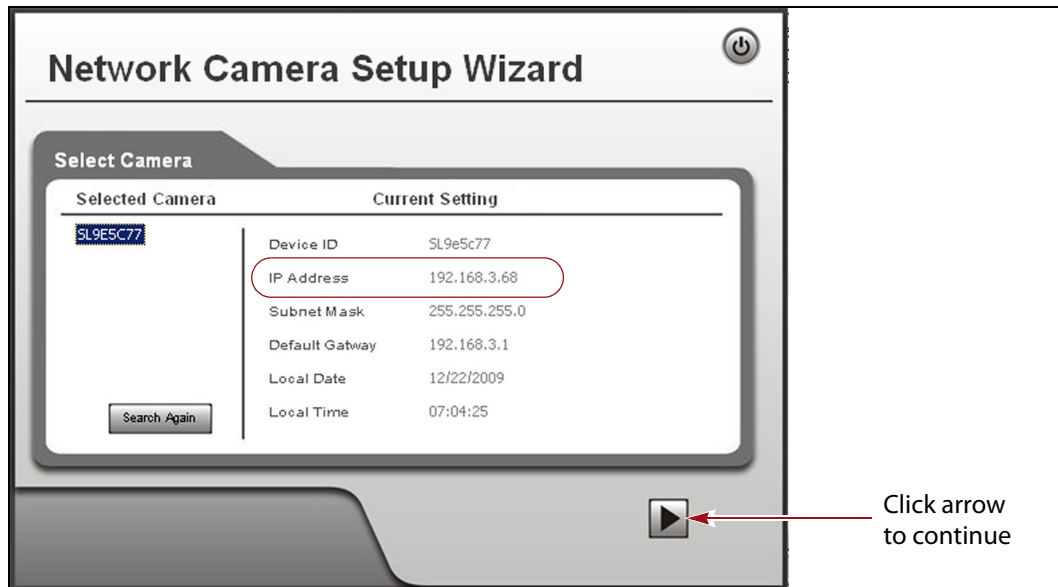 Network Camera Setup Wizard
Select Camera
Selected Camera
Current Setting
SL9E5C77
Device ID SL9e5c77
IP Address 192.168.3.68
Subnet Mask 255.255.255.0
Default Gatway 192.168.3.1
Local Date 12/22/2009
Local Time 07:04:25
Search Again
Click arrow
to continue